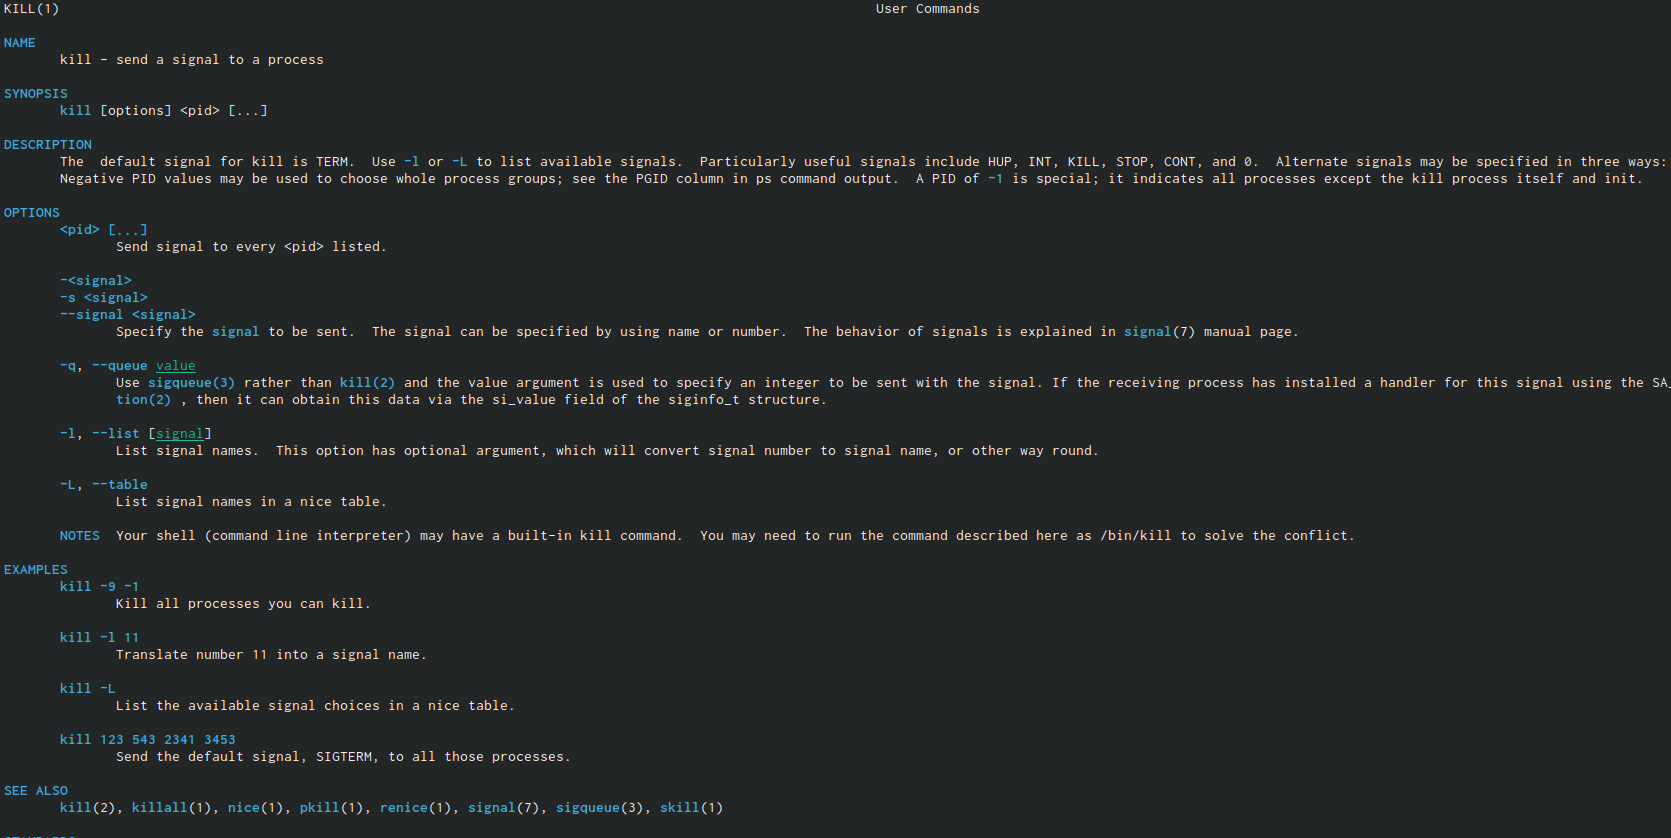 KILL(1) User Commands
NAME
kill - send a signal to a process
SYNOPSIS
kill [options] <pid> [...]
DESCRIPTION
The  default signal for kill is TERM.  Use -l or -L to list available signals.  Particularly useful signals include HUP, INT, KILL, STOP, CONT, and 0.  Alternate signals may be specified in three ways:
Negative PID values may be used to choose whole process groups; see the PGID column in ps command output.  A PID of -1 is special; it indicates all processes except the kill process itself and init.
OPTIONS
<pid> [...]
Send signal to every <pid> listed.
-<signal>
-s <signal>
--signal <signal>
Specify the signal to be sent.  The signal can be specified by using name or number.  The behavior of signals is explained in signal(7) manual page.
-q, --queue value
Use sigqueue(3) rather than kill(2) and the value argument is used to specify an integer to be sent with the signal. If the receiving process has installed a handler for this signal using the SA_
tion(2) , then it can obtain this data via the si_value field of the siginfo_t structure.
-l, --list [signal]
List signal names.  This option has optional argument, which will convert signal number to signal name, or other way round.
-L, --table
List signal names in a nice table.
NOTES  Your shell (command line interpreter) may have a built-in kill command.  You may need to run the command described here as /bin/kill to solve the conflict.
EXAMPLES
kill -9 -1
Kill all processes you can kill.
kill -l 11
Translate number 11 into a signal name.
kill -L
List the available signal choices in a nice table.
kill 123 543 2341 3453
Send the default signal, SIGTERM, to all those processes.
SEE ALSO
kill(2), killall(1), nice(1), pkill(1), renice(1), signal(7), sigqueue(3), skill(1)